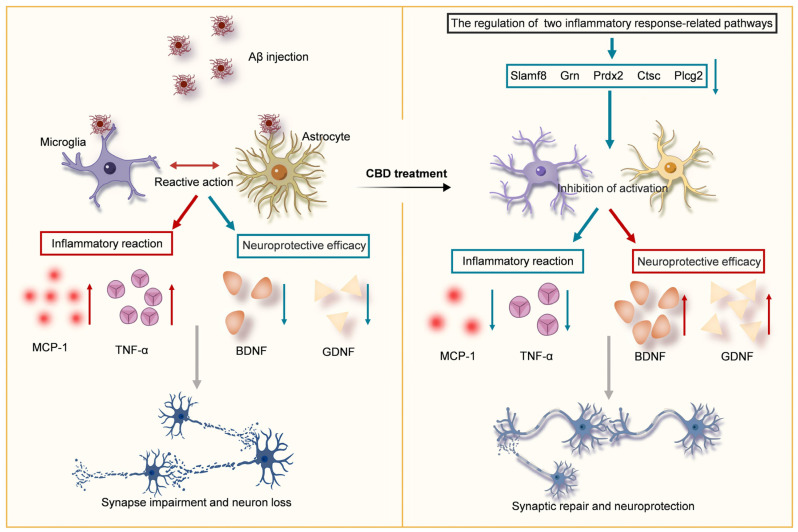 Aβ injection
Microglia
Astrocyte
Reactive action
Inflammatory reaction
Neuroprotective efficacy
MCP-1
TNF-α
BDNF
GDNF
Synapse impairment and neuron loss
CBD treatment
The regulation of two inflammatory response-related pathways
Slamf8 Grn Prdx2 Ctsc Plcg2
Inhibition of activation
Inflammatory reaction
Neuroprotective efficacy
MCP-1
TNF-α
BDNF
GDNF
Synaptic repair and neuroprotection